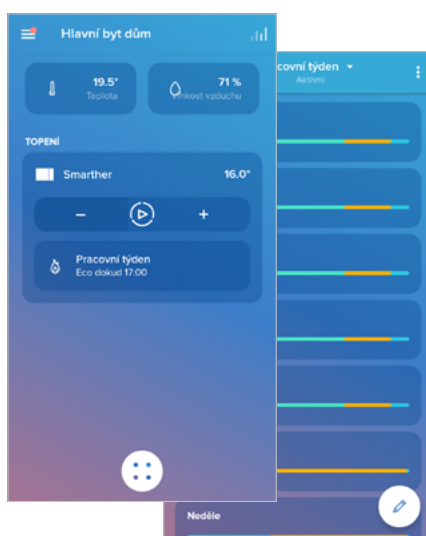 Hlavní byt dům
19.5°
Teplota
71 %
Vlhkost vzduchu
TOPENÍ
Smarther
16.0°
−
+
Pracovní týden
Eco dokud 17:00
covní týden
Aktivní
Neděle